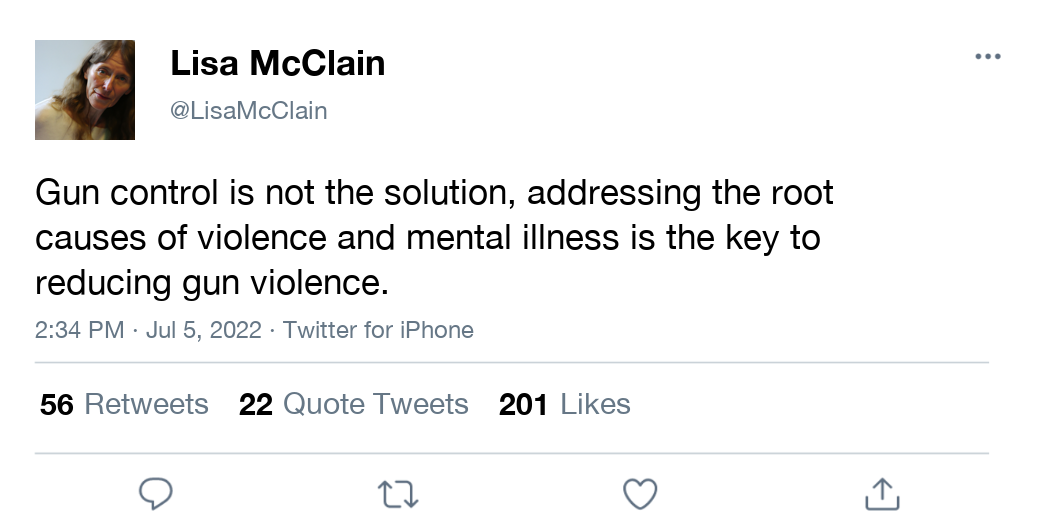 Lisa McClain
@LisaMcClain
Gun control is not the solution, addressing the root
causes of violence and mental illness is the key to
reducing gun violence.
2:34 PM · Jul 5, 2022 · Twitter for iPhone
56 Retweets 22 Quote Tweets 201 Likes